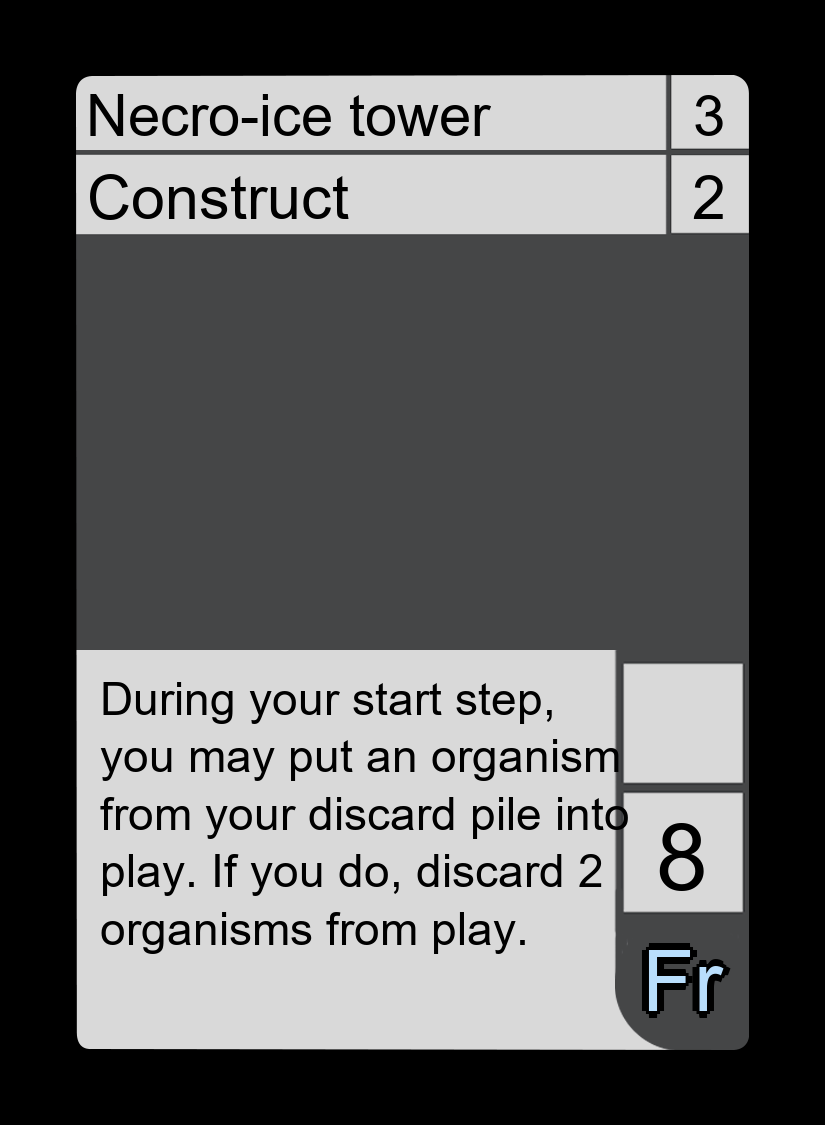 Necro-ice tower 3
Construct 2
During your start step,
you may put an organism
from your discard pile into
play. If you do, discard 2
organisms from play.
8
Fr